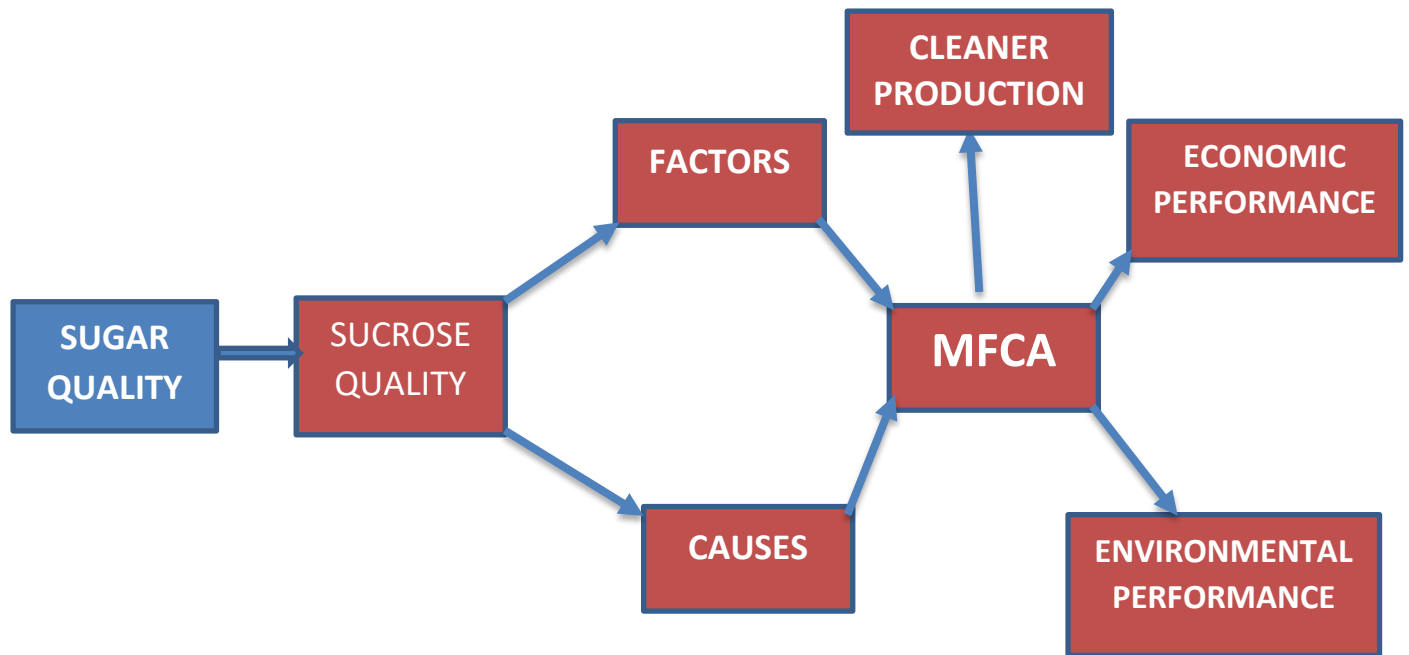 CLEANER
PRODUCTION
FACTORS
ECONOMIC
PERFORMANCE
SUGAR
QUALITY
SUCROSE
QUALITY
MFCA
CAUSES
ENVIRONMENTAL
PERFORMANCE